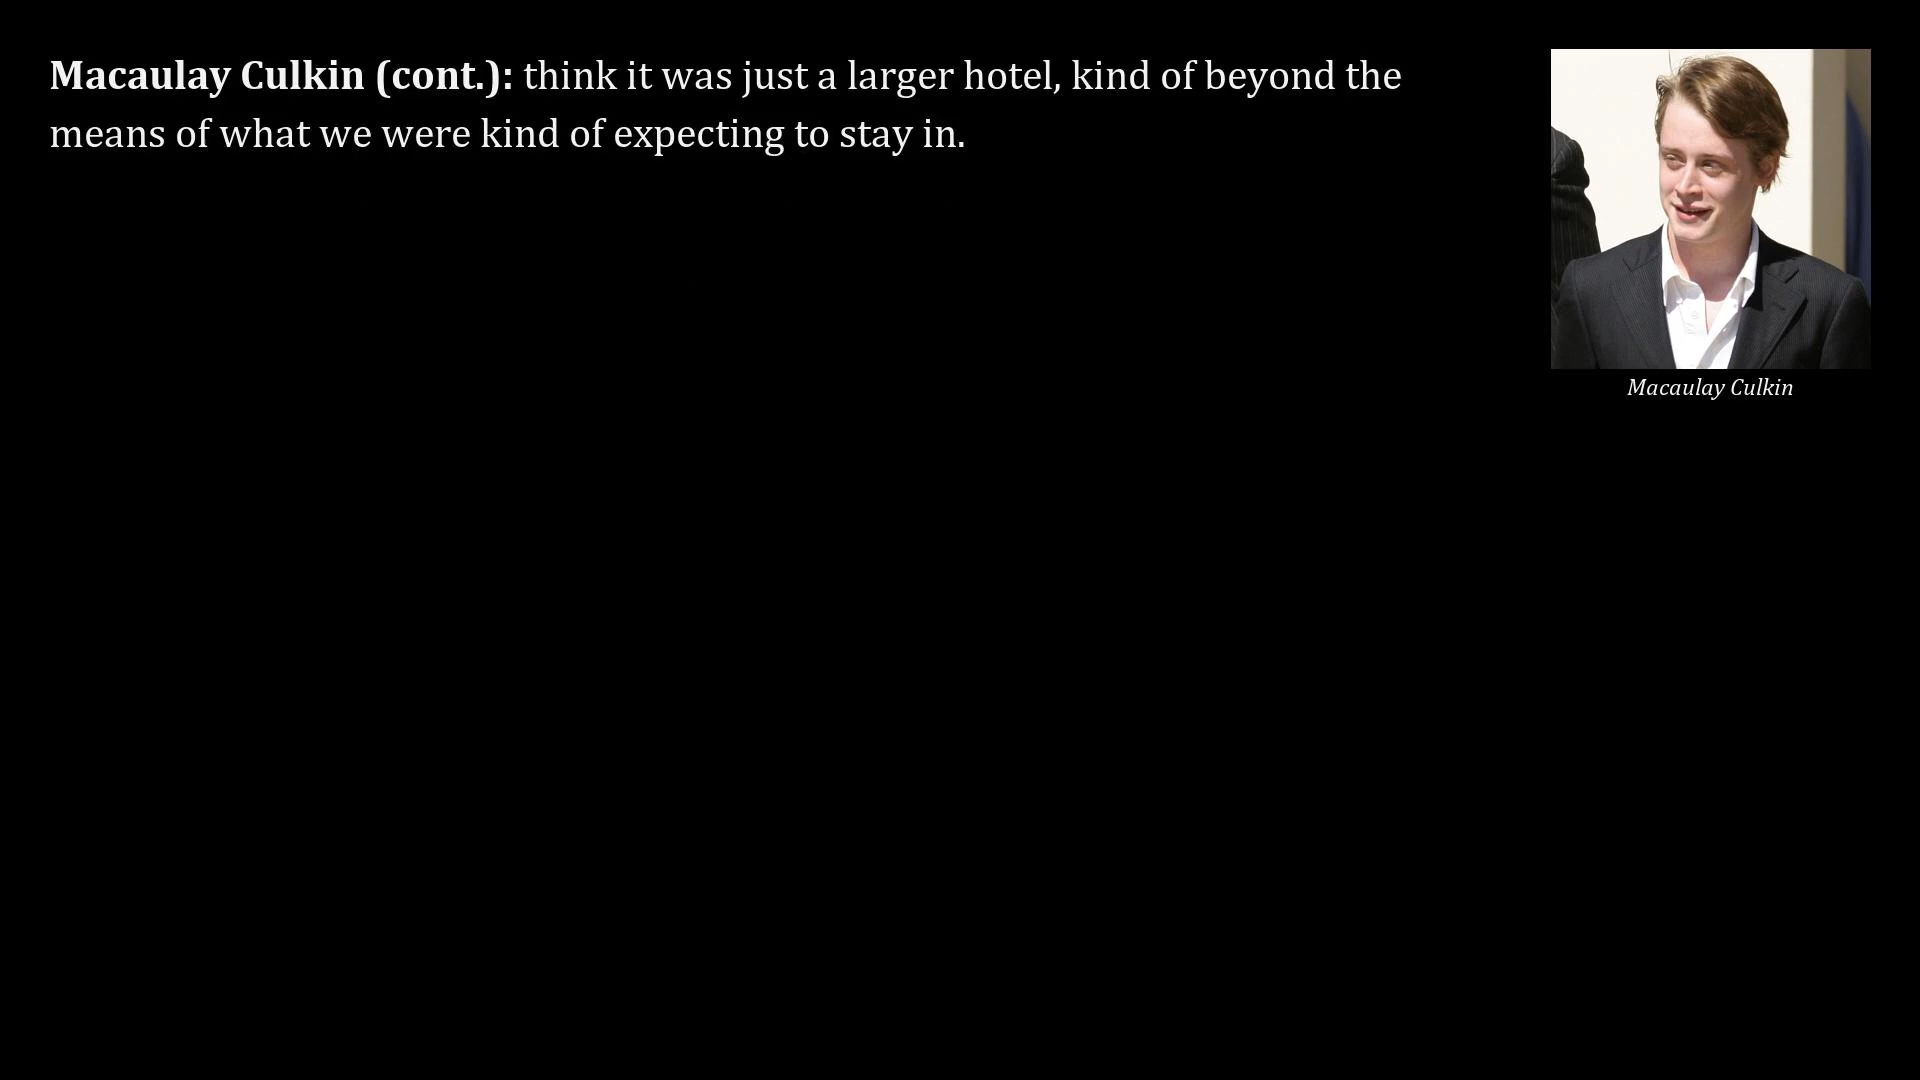 Macaulay Culkin (cont.): think it was just a larger hotel, kind of beyond the
means of what we were kind of expecting to stay in.
Macaulay Culkin